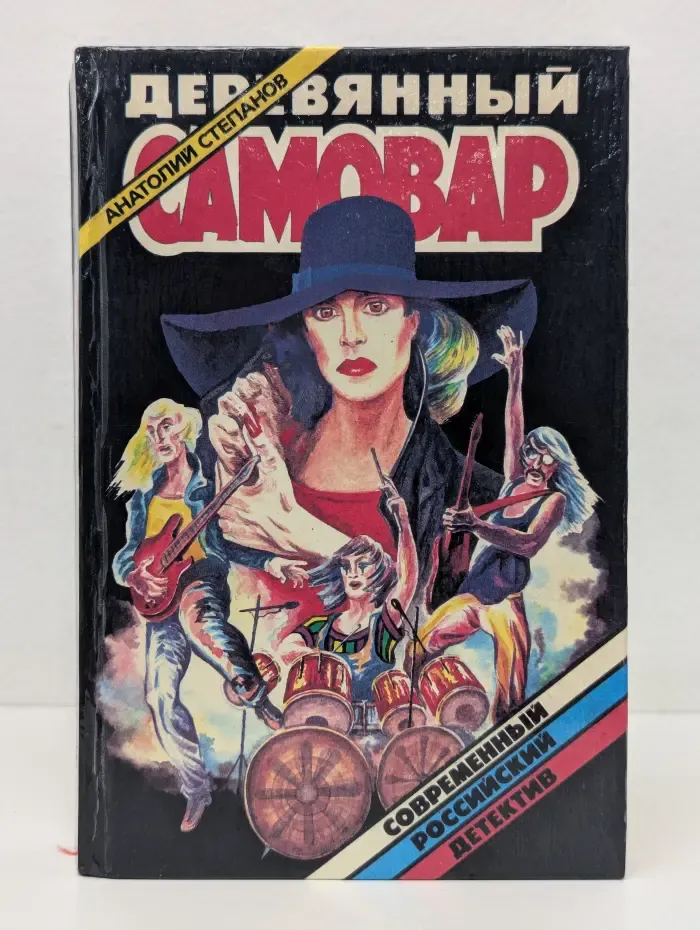 ДЕРЕВЯННЫЙ
САМОВАР
АНАТОЛИЙ СТЕПАНОВ
СОВРЕМЕННЫЙ
РОССИЙСКИЙ
ДЕТЕКТИВ